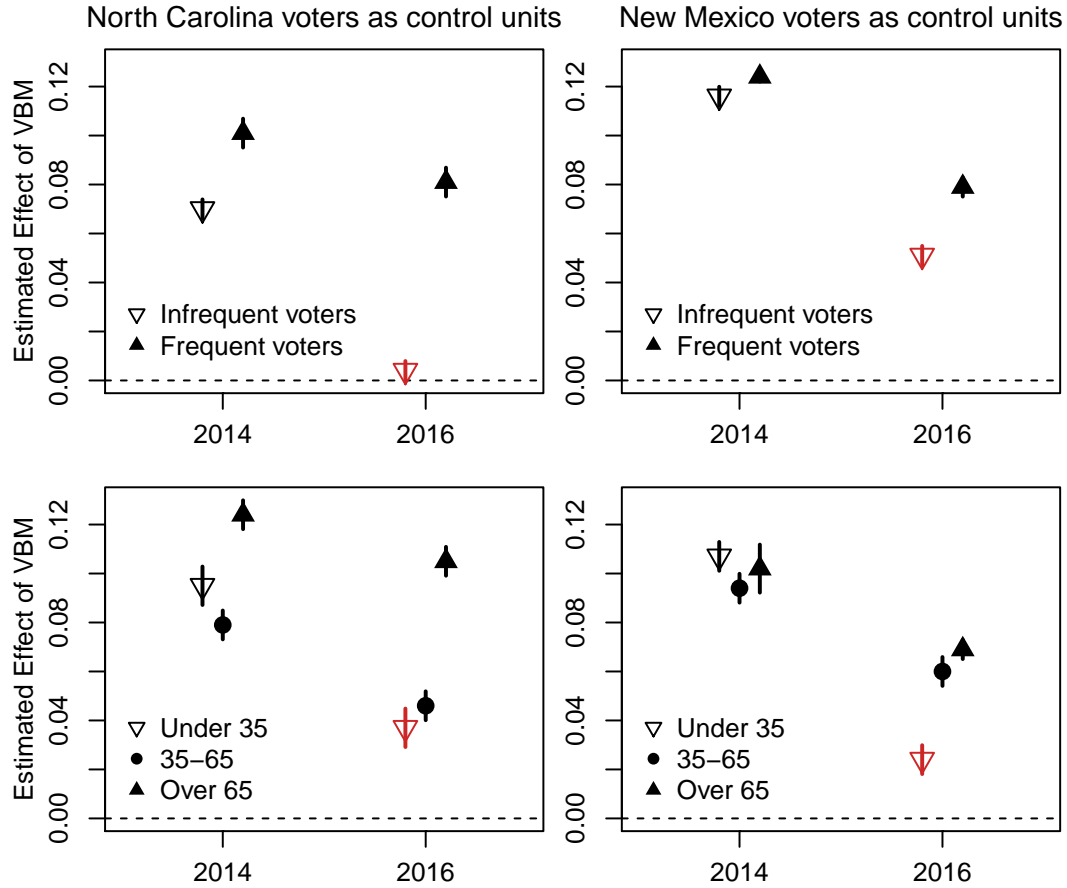 North Carolina voters as control units
Estimated Effect of VBM
0.12
0.08
0.04
0.00
Infrequent voters
Frequent voters
2014
2016
New Mexico voters as control units
0.12
0.08
0.04
0.00
Infrequent voters
Frequent voters
2014
2016
Estimated Effect of VBM
0.12
0.08
0.04
0.00
Under 35
35−65
Over 65
2014
2016
0.12
0.08
0.04
0.00
Under 35
35−65
Over 65
2014
2016